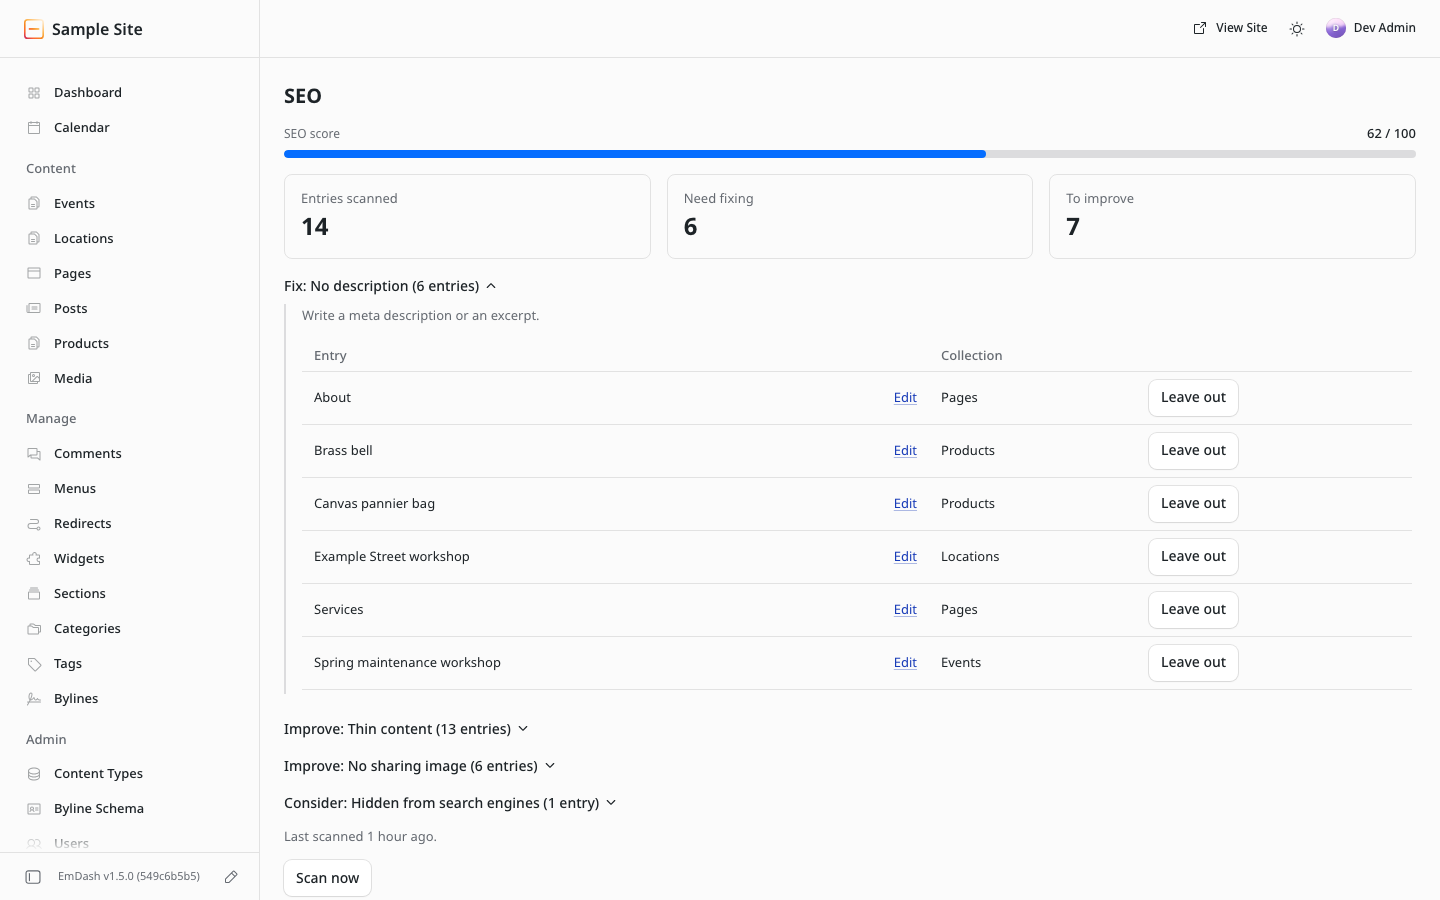 Sample Site
View Site
D
Dev Admin
Dashboard
Calendar
Content
Events
Locations
Pages
Posts
Products
Media
Manage
Comments
Menus
Redirects
Widgets
Sections
Categories
Tags
Bylines
Admin
Content Types
Byline Schema
Users
EmDash v1.5.0 (549c6b5b5)
SEO
SEO score
62 / 100
Entries scanned
14
Need fixing
6
To improve
7
Fix: No description (6 entries)
Write a meta description or an excerpt.
Entry Collection
About Edit Pages Leave out
Brass bell Edit Products Leave out
Canvas pannier bag Edit Products Leave out
Example Street workshop Edit Locations Leave out
Services Edit Pages Leave out
Spring maintenance workshop Edit Events Leave out
Improve: Thin content (13 entries)
Improve: No sharing image (6 entries)
Consider: Hidden from search engines (1 entry)
Last scanned 1 hour ago.
Scan now